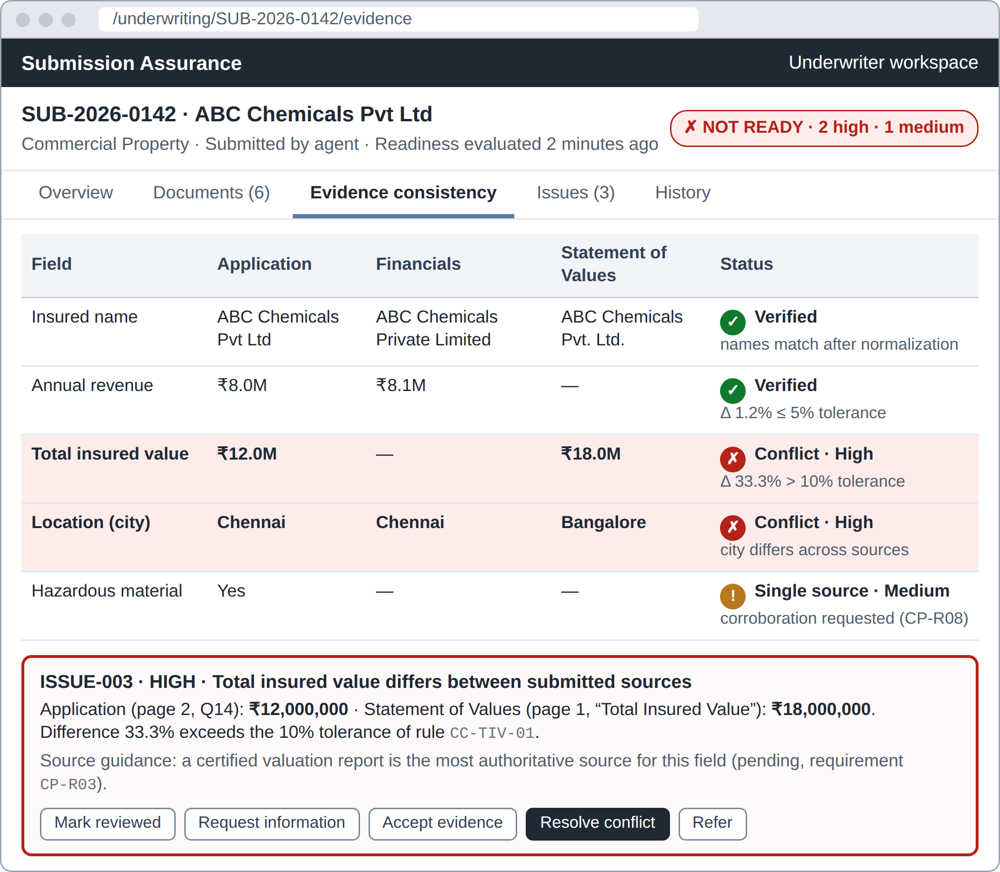 /underwriting/SUB-2026-0142/evidence
Submission Assurance
Underwriter workspace
SUB-2026-0142 · ABC Chemicals Pvt Ltd
Commercial Property · Submitted by agent · Readiness evaluated 2 minutes ago
✗ NOT READY · 2 high · 1 medium
Overview
Documents (6)
Evidence consistency
Issues (3)
History
Field
Application
Financials
Statement of
Values
Status
Insured name
ABC Chemicals
Pvt Ltd
ABC Chemicals
Private Limited
ABC Chemicals
Pvt. Ltd.
✓ Verified
names match after normalization
Annual revenue
₹8.0M
₹8.1M
—
✓ Verified
Δ 1.2% ≤ 5% tolerance
Total insured value
₹12.0M
—
₹18.0M
✗ Conflict · High
Δ 33.3% > 10% tolerance
Location (city)
Chennai
Chennai
Bangalore
✗ Conflict · High
city differs across sources
Hazardous material
Yes
—
—
! Single source · Medium
corroboration requested (CP-R08)
ISSUE-003 · HIGH · Total insured value differs between submitted sources
Application (page 2, Q14): ₹12,000,000 · Statement of Values (page 1, “Total Insured Value”): ₹18,000,000.
Difference 33.3% exceeds the 10% tolerance of rule CC-TIV-01.
Source guidance: a certified valuation report is the most authoritative source for this field (pending, requirement
CP-R03).
Mark reviewed
Request information
Accept evidence
Resolve conflict
Refer